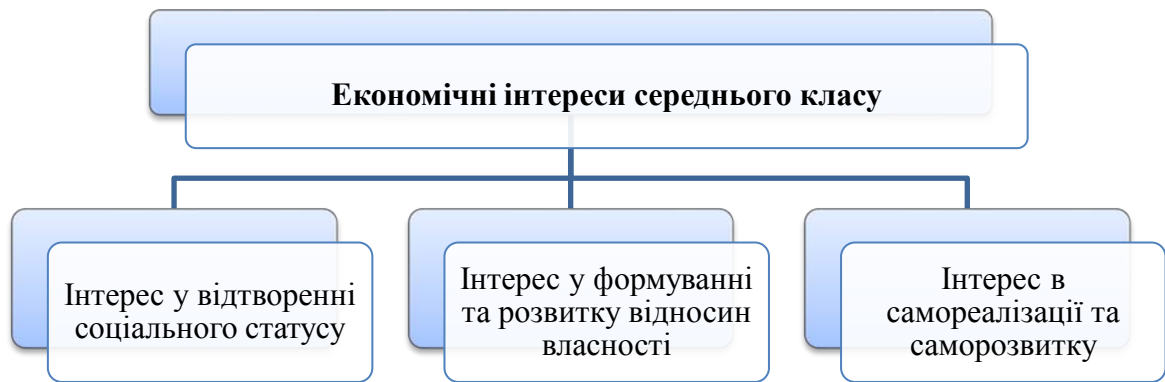 Економічні інтереси середнього класу
Інтерес у відтворенні
соціального статусу
Інтерес у формуванні
та розвитку відносин
власності
Інтерес в
самореалізації та
саморозвитку